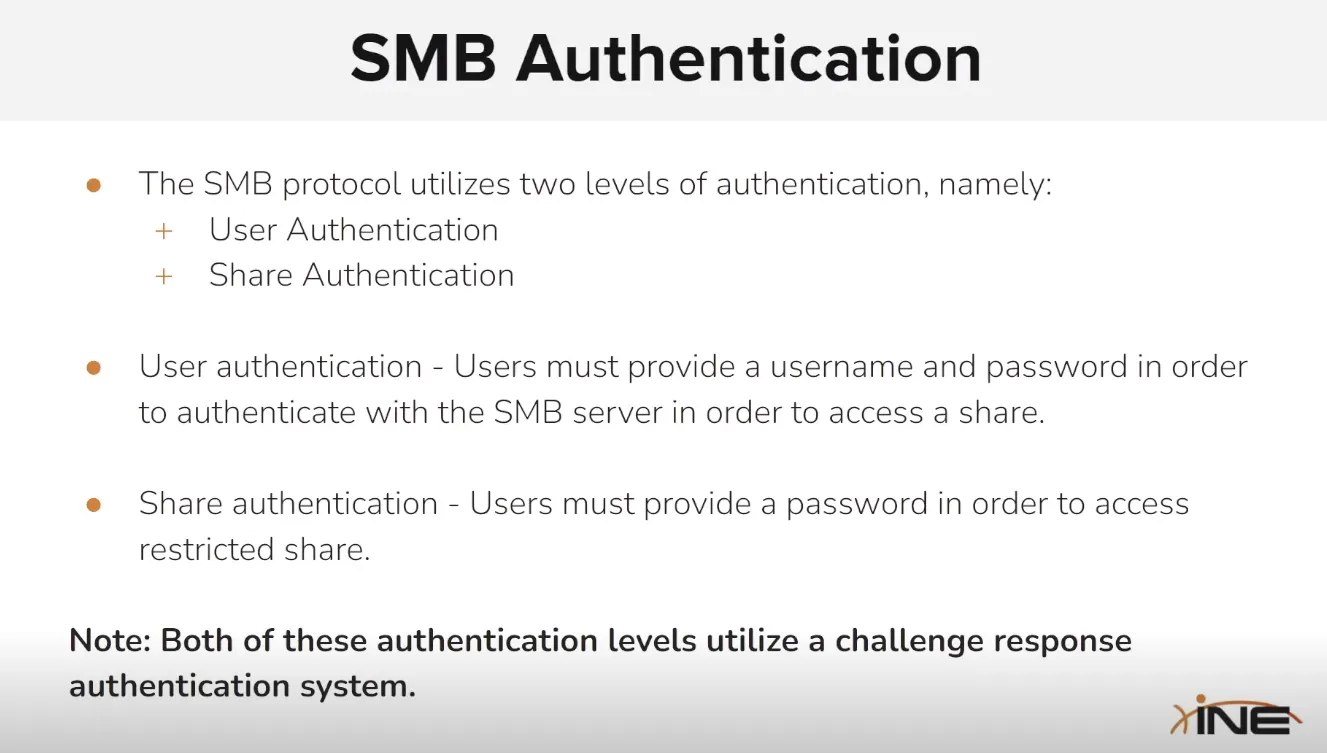 SMB Authentication
● The SMB protocol utilizes two levels of authentication, namely:
+ User Authentication
+ Share Authentication
● User authentication - Users must provide a username and password in order
to authenticate with the SMB server in order to access a share.
● Share authentication - Users must provide a password in order to access
restricted share.
Note: Both of these authentication levels utilize a challenge response
authentication system.
INE